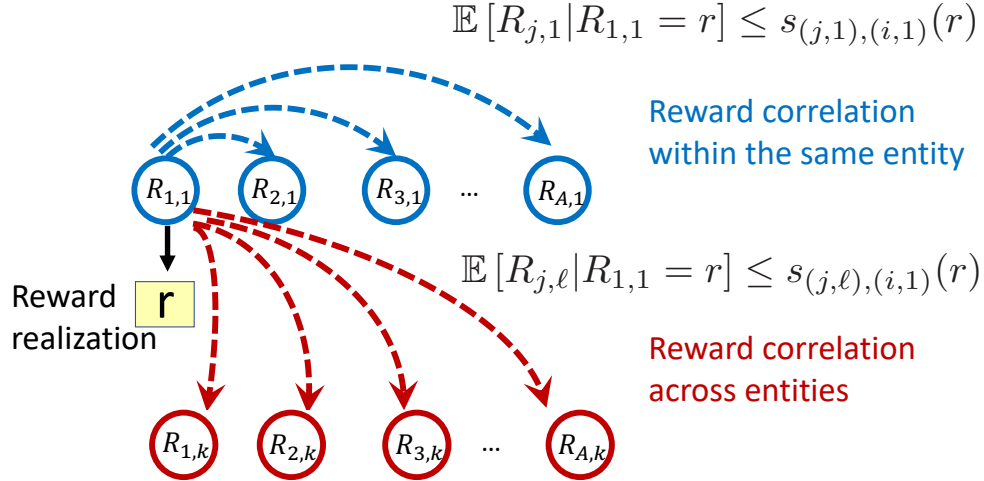 𝔼 [R_{j,1}|R_{1,1} = r] ≤ s_{(j,1),(i,1)}(r)
Reward correlation
within the same entity
R_{1,1} R_{2,1} R_{3,1} ... R_{A,1}
𝔼 [R_{j,ℓ}|R_{1,1} = r] ≤ s_{(j,ℓ),(i,1)}(r)
Reward
realization
r
Reward correlation
across entities
R_{1,k} R_{2,k} R_{3,k} ... R_{A,k}